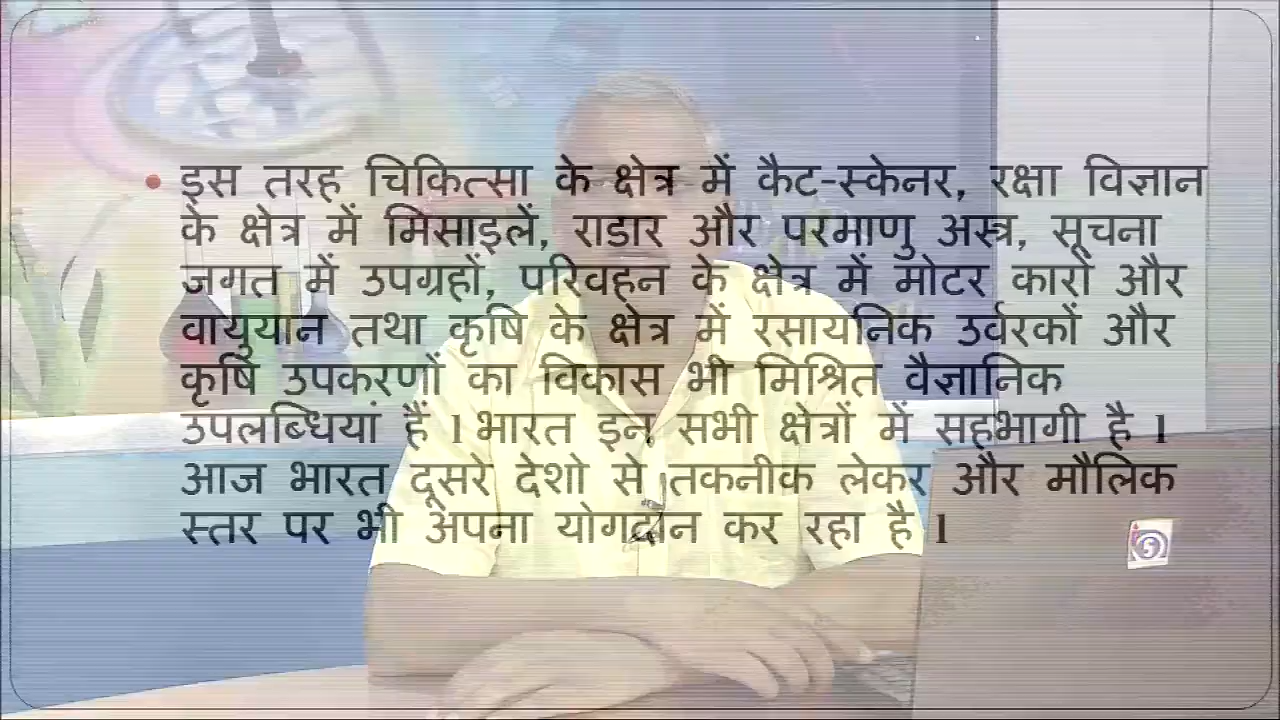 • इस तरह चिकित्सा के क्षेत्र में कैट-स्केनर, रक्षा विज्ञान
के क्षेत्र में मिसाइलें, राडार और परमाणु अस्त्र, सूचना
जगत में उपग्रहों, परिवहन के क्षेत्र में मोटर कारों और
वायुयान तथा कृषि के क्षेत्र में रसायनिक उर्वरकों और
कृषि उपकरणों का विकास भी मिश्रित वैज्ञानिक
उपलब्धियां हैं l भारत इन सभी क्षेत्रों में सहभागी है l
आज भारत दूसरे देशो से तकनीक लेकर और मौलिक
स्तर पर भी अपना योगदान कर रहा है l